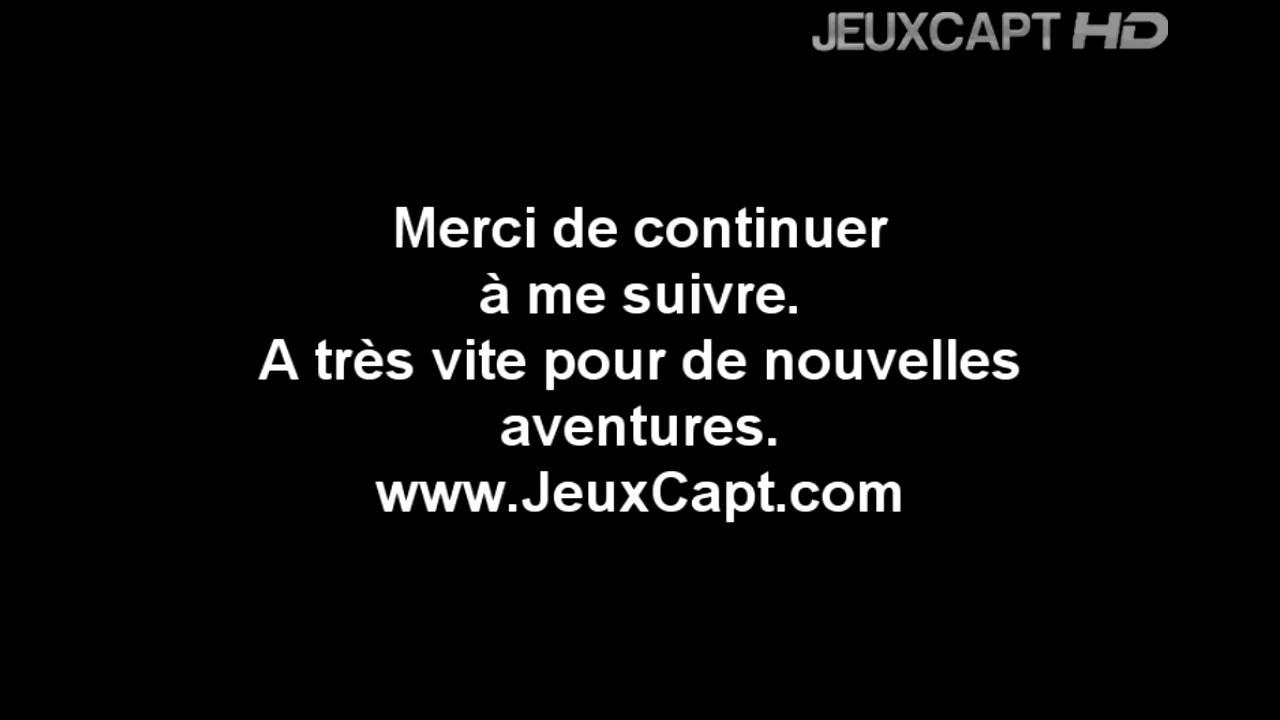 JEUXCAPT HD
Merci de continuer
à me suivre.
A très vite pour de nouvelles
aventures.
www.JeuxCapt.com